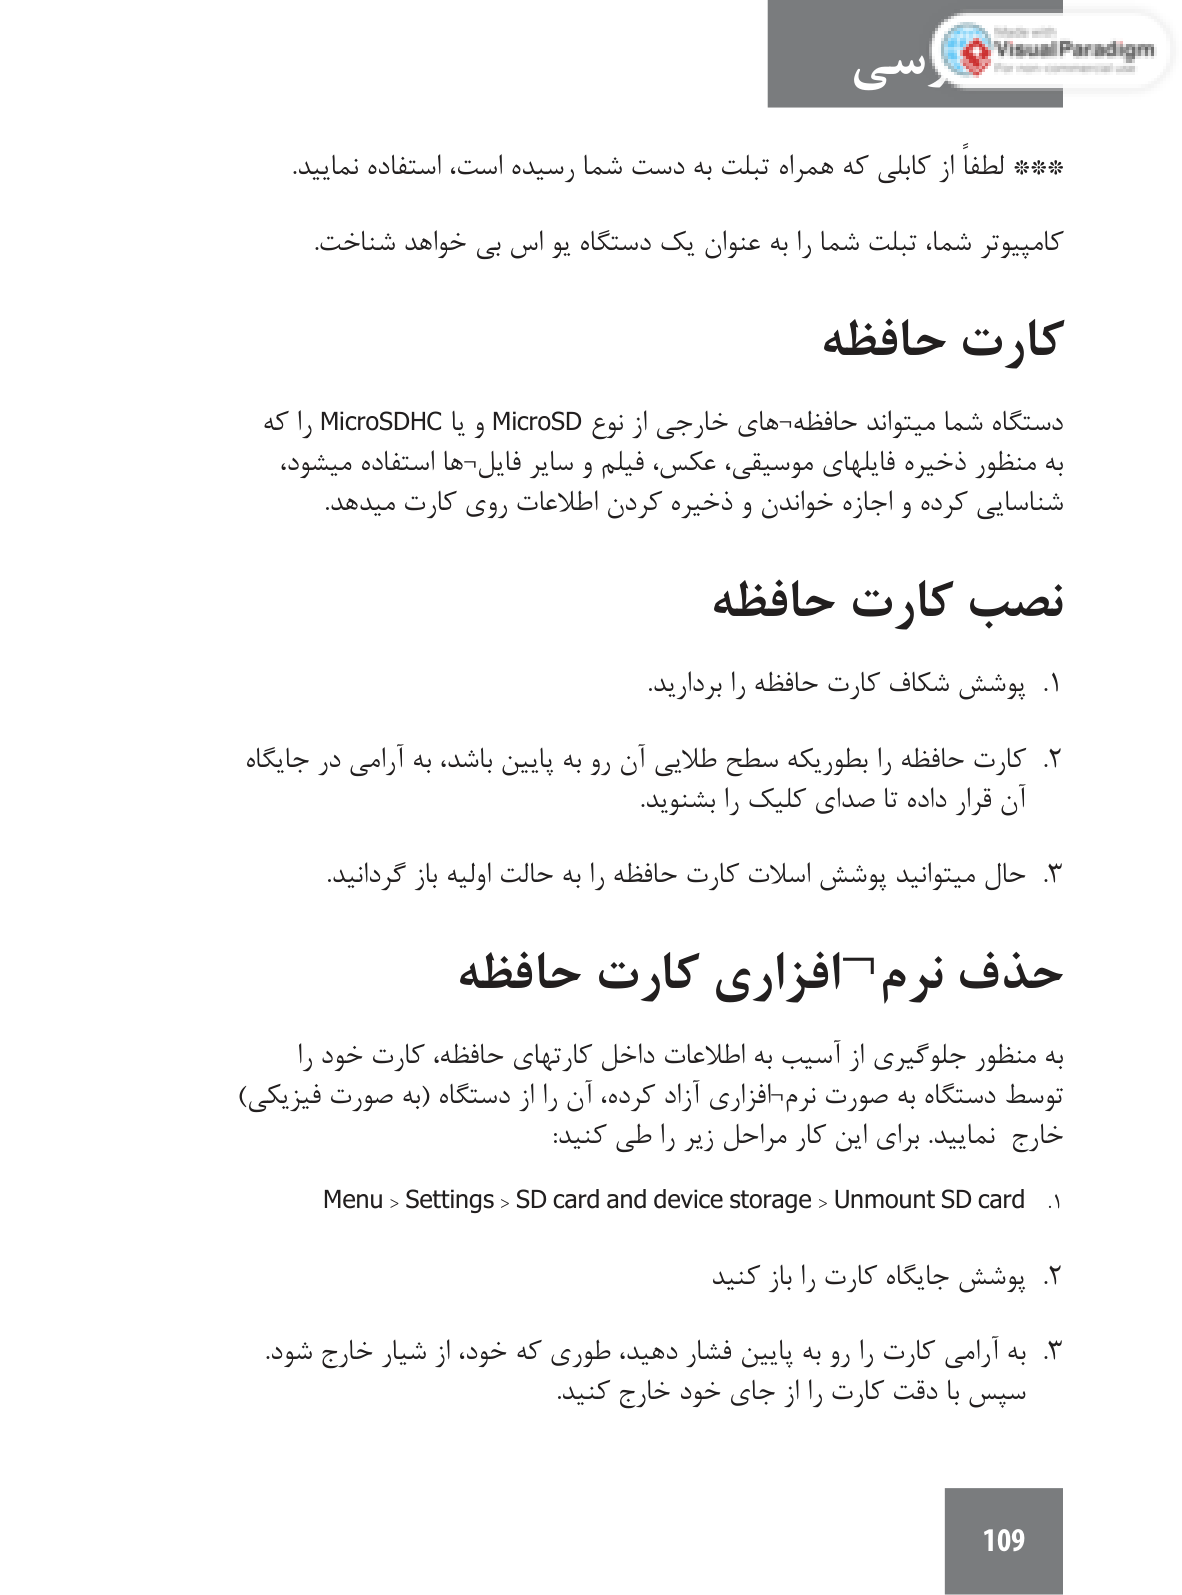 Made with
Visual Paradigm
For non-commercial use
*** لطفاً از کابلی که همراه تبلت به دست شما رسیده است، استفاده نمایید.
کامپیوتر شما، تبلت شما را به عنوان یک دستگاه یو اس بی خواهد شناخت.
کارت حافظه
دستگاه شما میتواند حافظه¬های خارجی از نوع MicroSD و یا MicroSDHC را که
به منظور ذخیره فایلهای موسیقی، عکس، فیلم و سایر فایل¬ها استفاده میشود،
شناسایی کرده و اجازه خواندن و ذخیره کردن اطلاعات روی کارت میدهد.
نصب کارت حافظه
۱. پوشش شکاف کارت حافظه را بردارید.
۲. کارت حافظه را بطوریکه سطح طلایی آن رو به پایین باشد، به آرامی در جایگاه
آن قرار داده تا صدای کلیک را بشنوید.
۳. حال میتوانید پوشش اسلات کارت حافظه را به حالت اولیه باز گردانید.
حذف نرم¬افزاری کارت حافظه
به منظور جلوگیری از آسیب به اطلاعات داخل کارتهای حافظه، کارت خود را
توسط دستگاه به صورت نرم¬افزاری آزاد کرده، آن را از دستگاه (به صورت فیزیکی)
خارج نمایید. برای این کار مراحل زیر را طی کنید:
۱. Menu > Settings > SD card and device storage > Unmount SD card
۲. پوشش جایگاه کارت را باز کنید
۳. به آرامی کارت را رو به پایین فشار دهید، طوری که خود، از شیار خارج شود.
سپس با دقت کارت را از جای خود خارج کنید.
109